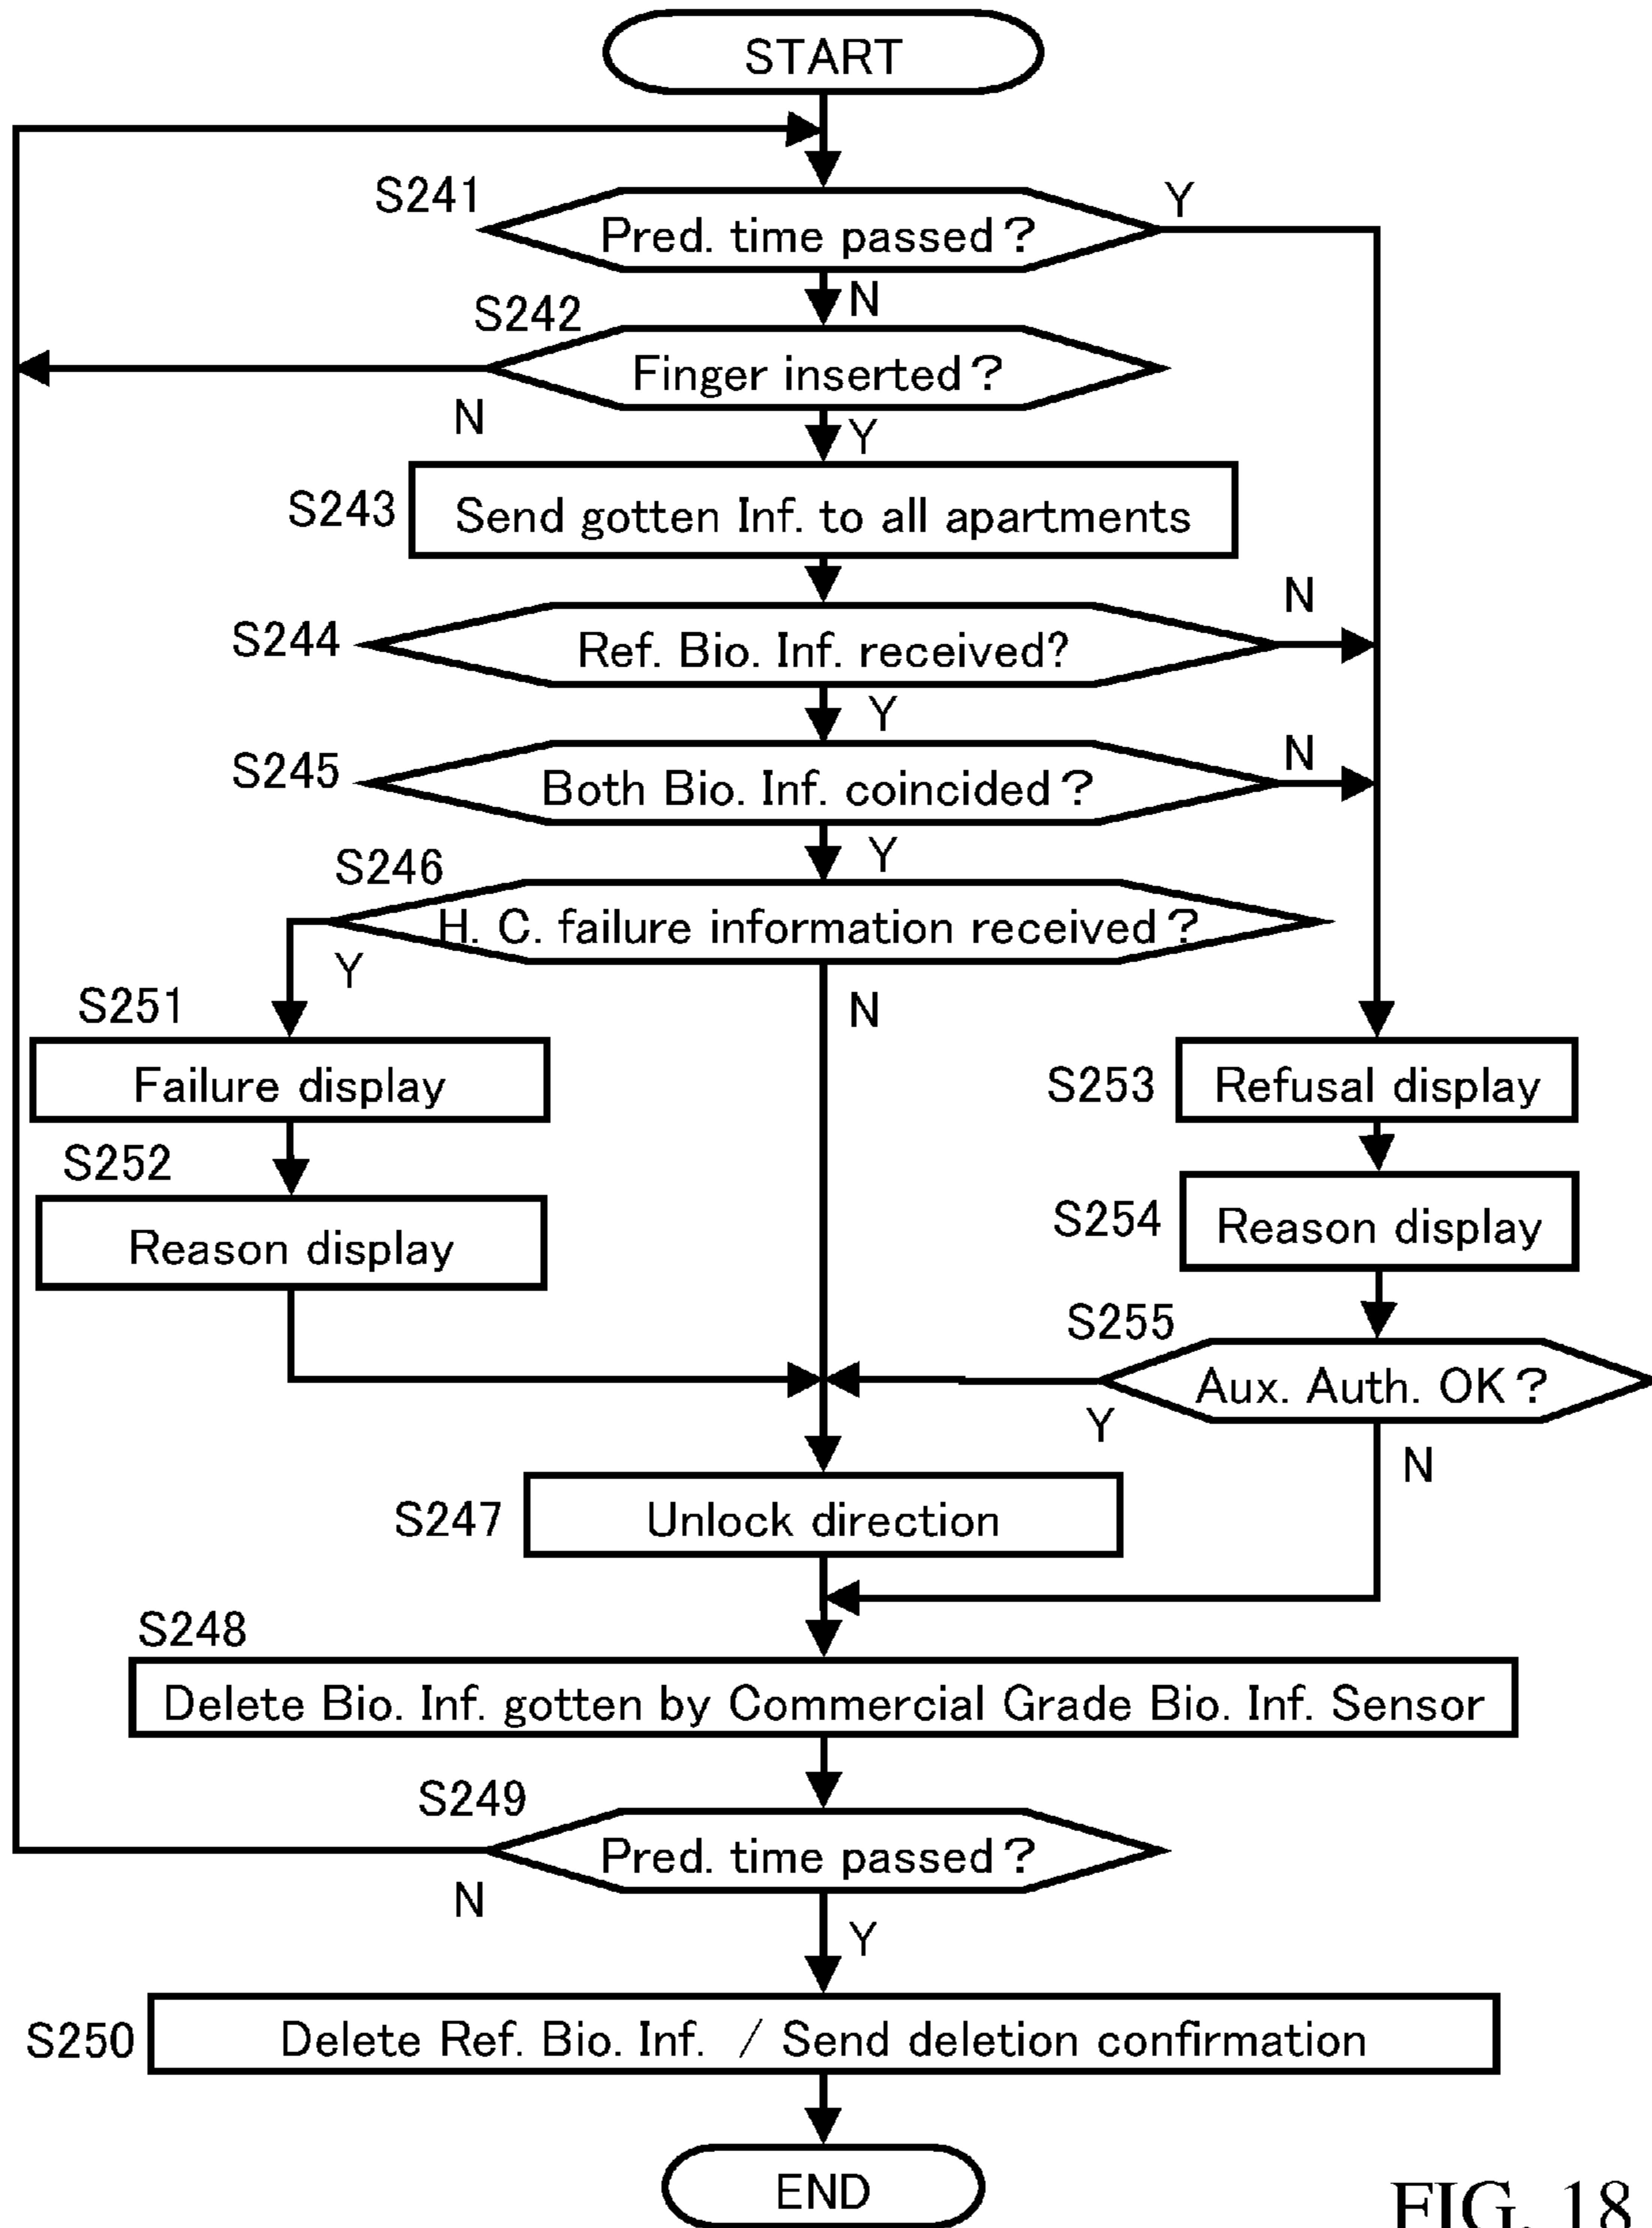 START
S241
Pred. time passed?
Y
N
S242
Finger inserted?
N
Y
S243
Send gotten Inf. to all apartments
S244
Ref. Bio. Inf. received?
N
Y
S245
Both Bio. Inf. coincided?
N
Y
S246
H. C. failure information received?
Y
N
S251
Failure display
S252
Reason display
S253
Refusal display
S254
Reason display
S255
Aux. Auth. OK?
Y
N
S247
Unlock direction
S248
Delete Bio. Inf. gotten by Commercial Grade Bio. Inf. Sensor
S249
Pred. time passed?
N
Y
S250
Delete Ref. Bio. Inf. / Send deletion confirmation
END
FIG. 18